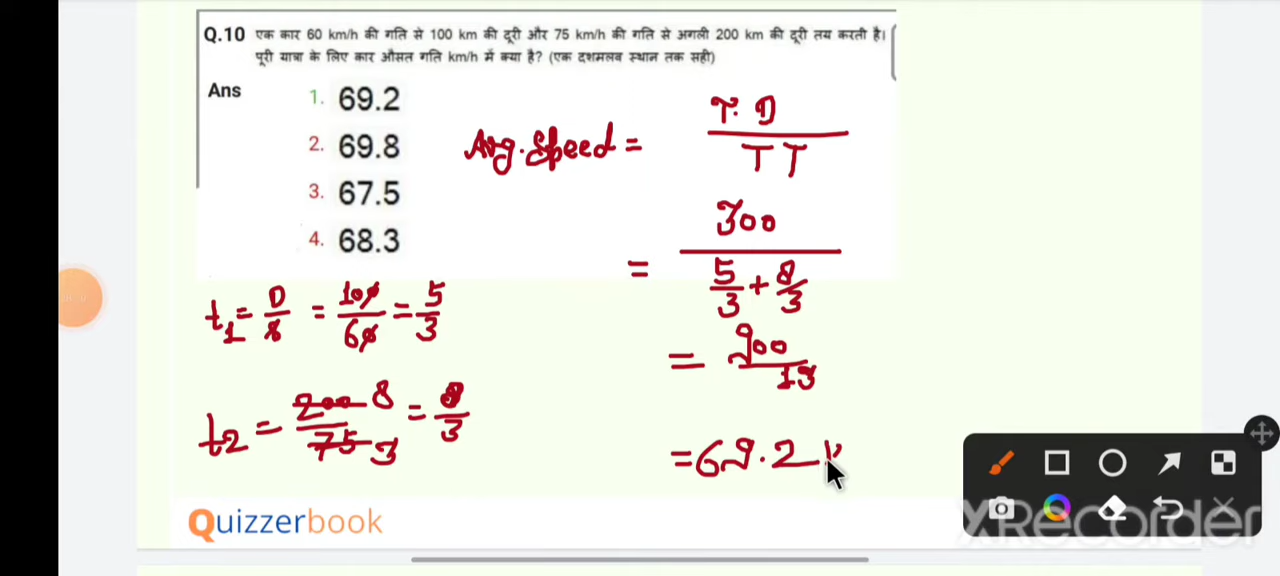 Q.10 एक कार 60 km/h की गति से 100 km की दूरी और 75 km/h की गति से अगली 200 km की दूरी तय करती है।
पूरी यात्रा के लिए कार औसत गति km/h में क्या है? (एक दशमलव स्थान तक सही)
Ans 1. 69.2
2. 69.8
3. 67.5
4. 68.3
Avg. Speed = T.D / T T
= 300 / 5/3 + 8/3
t1 = D/s = 100/60 = 5/3
= 900/13
t2 = 200 8/75 3 = 8/3
= 69.2
Quizzerbook
XRecorder